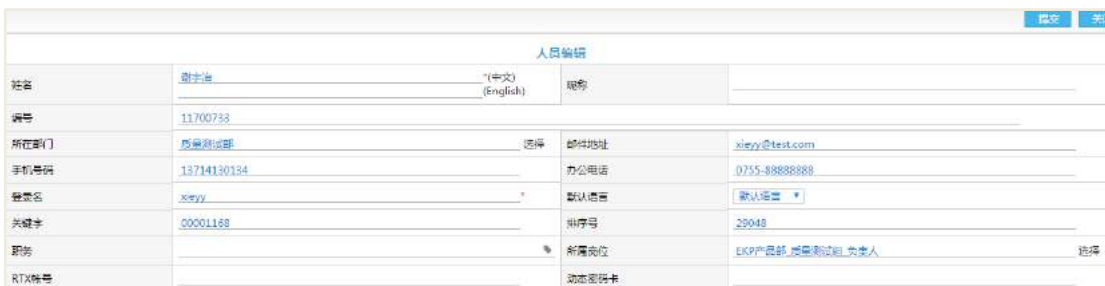 提交 关
人员编辑
姓名 谢宇冶 *(中文) 昵称
(English)
编号 11700733
所在部门 质量测试部 选择 邮件地址 xieyy@test.com
手机号码 13714130134 办公电话 0755-88888888
登录名 xieyy * 默认语言 默认语言
关键字 00001168 排序号 29048
职务 所属岗位 EKP产品部_质量测试组_负责人 选择
RTX帐号 动态密码卡